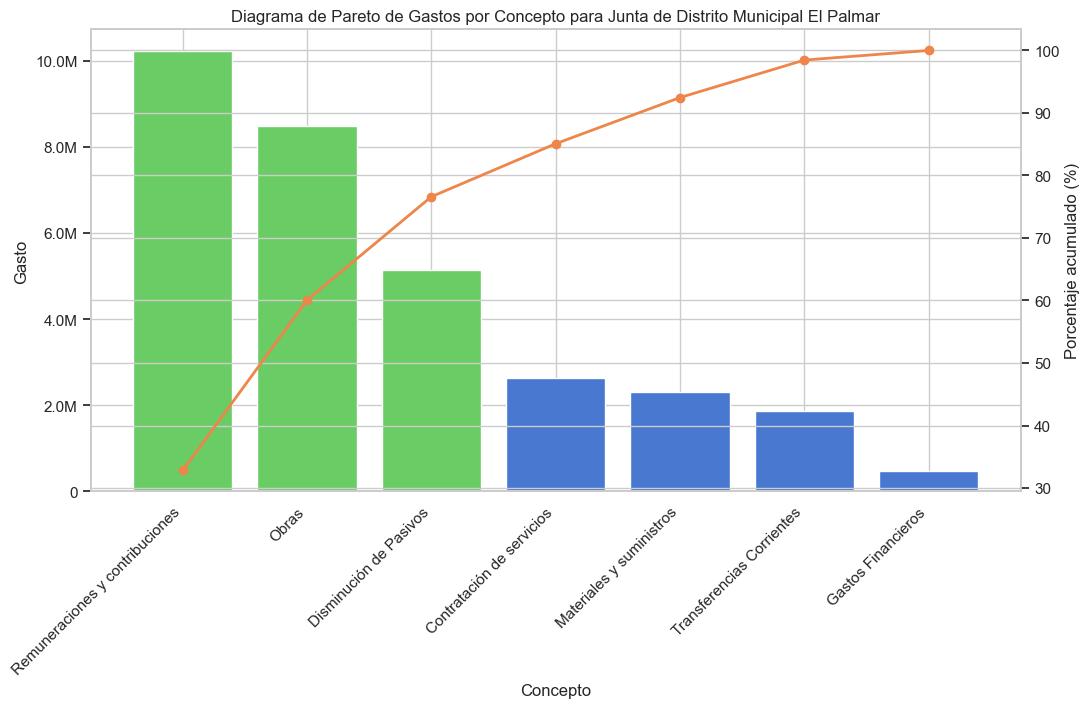 Diagrama de Pareto de Gastos por Concepto para Junta de Distrito Municipal El Palmar
Gasto
10.0M
8.0M
6.0M
4.0M
2.0M
0
100
90
80
70
60
50
40
30
Porcentaje acumulado (%)
Remuneraciones y contribuciones
Obras
Disminución de Pasivos
Contratación de servicios
Materiales y suministros
Transferencias Corrientes
Gastos Financieros
Concepto